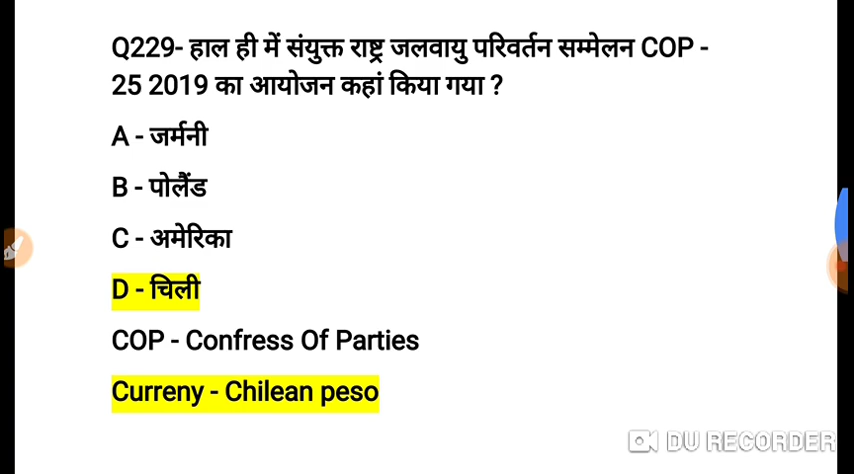 Q229- हाल ही में संयुक्त राष्ट्र जलवायु परिवर्तन सम्मेलन COP -
25 2019 का आयोजन कहां किया गया ?
A - जर्मनी
B - पोलैंड
C - अमेरिका
D - चिली
COP - Confress Of Parties
Curreny - Chilean peso
DU RECORDER